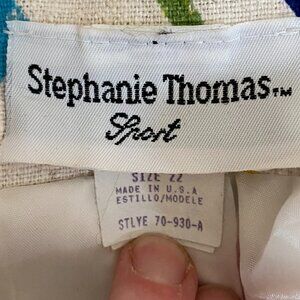 Stephanie Thomas™
Sport
SIZE 22
MADE IN U.S.A
ESTILLO/MODELE
STLYE 70-930-A